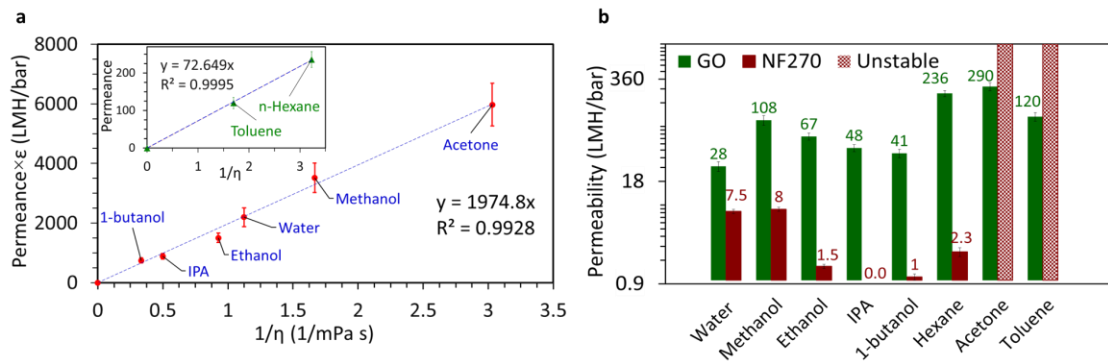 a
8000
6000
4000
2000
0
Permeance×ε (LMH/bar)
0 0.5 1 1.5 2 2.5 3 3.5
1/η (1/mPa s)
1-butanol
IPA
Ethanol
Water
Methanol
Acetone
y = 1974.8x
R² = 0.9928
200
100
0
Permeance
0 1 2 3
1/η
y = 72.649x
R² = 0.9995
n-Hexane
Toluene
b
GO NF270 Unstable
360
18
0.9
Permeability (LMH/bar)
28 7.5
108 8
67 1.5
48 0.0
41 1
236 2.3
290
120
Water Methanol Ethanol IPA 1-butanol Hexane Acetone Toluene